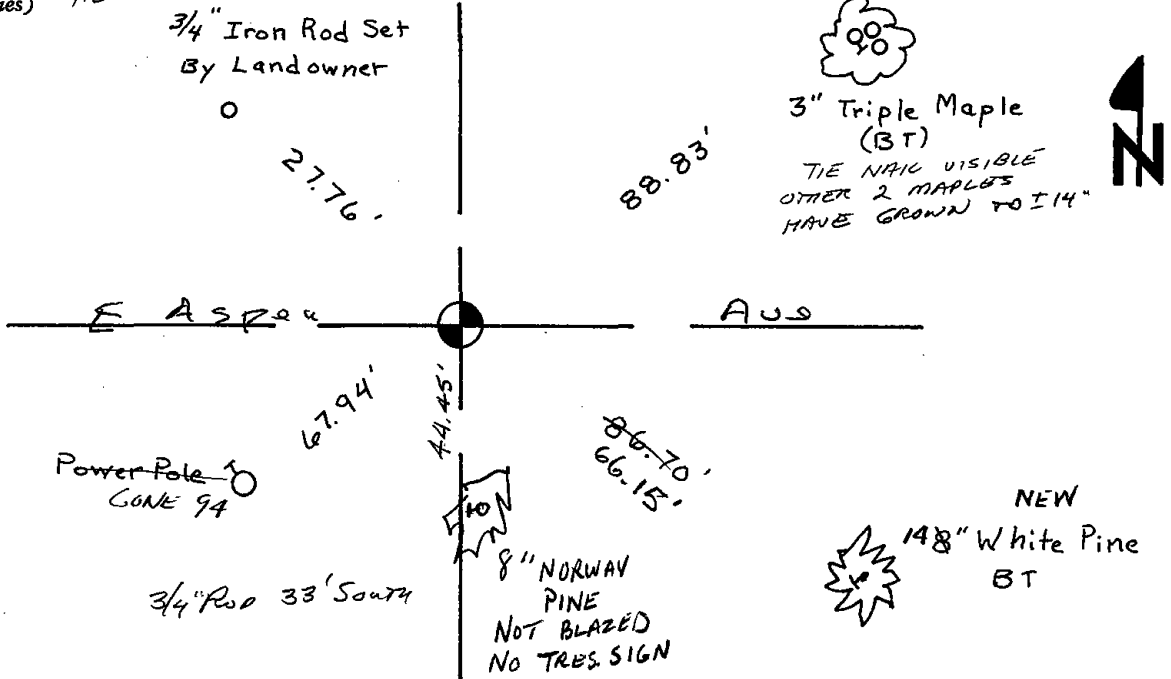 3/4" Iron Rod Set
By Landowner
27.76'
88.83'
3" Triple Maple
(BT)
TIE NAIL VISIBLE
OTHER 2 MAPLES
HAVE GROWN TO ± 14"
N
E Aspen Ave
67.94'
44.45'
86.70'
66.15'
Power Pole
GONE 94
NEW
148" White Pine
BT
8" NORWAY
PINE
NOT BLAZED
NO TRES. SIGN
3/4" ROD 33' SOUTH